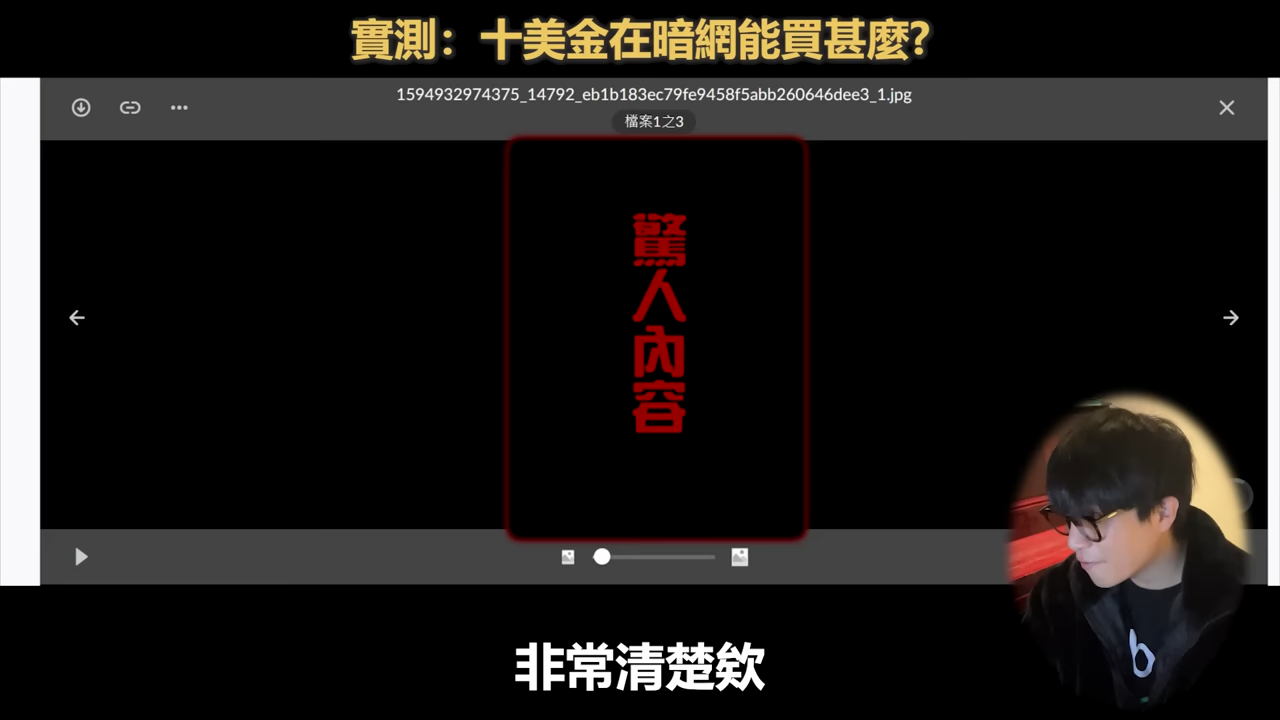 實測：十美金在暗網能買甚麼?
1594932974375_14792_eb1b183ec79fe9458f5abb260646dee3_1.jpg
檔案1之3
驚人內容
b
非常清楚欸